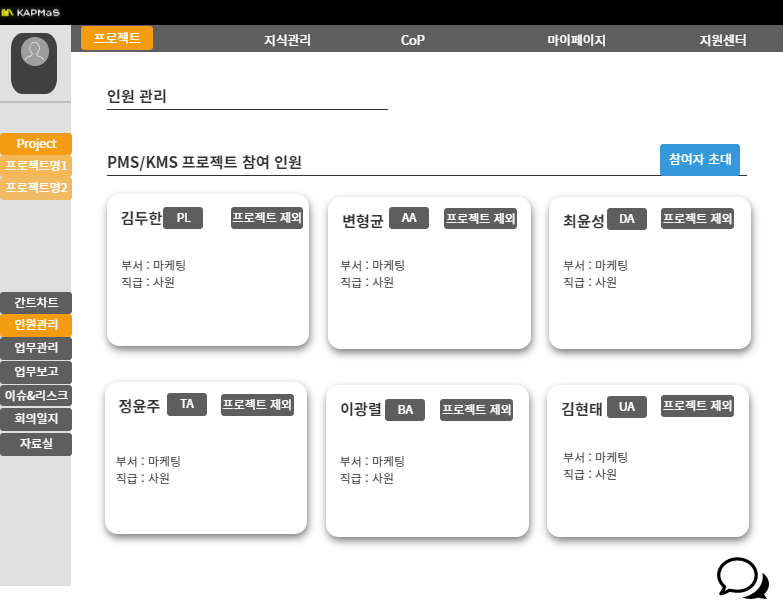 KAPMaS
프로젝트 지식관리 CoP 마이페이지 지원센터
Project
프로젝트명1
프로젝트명2
간트차트
인원관리
업무관리
업무보고
이슈&리스크
회의일지
자료실
인원 관리
PMS/KMS 프로젝트 참여 인원
참여자 초대
김두한 PL 프로젝트 제외
부서 : 마케팅
직급 : 사원
변형균 AA 프로젝트 제외
부서 : 마케팅
직급 : 사원
최윤성 DA 프로젝트 제외
부서 : 마케팅
직급 : 사원
정윤주 TA 프로젝트 제외
부서 : 마케팅
직급 : 사원
이광렬 BA 프로젝트 제외
부서 : 마케팅
직급 : 사원
김현태 UA 프로젝트 제외
부서 : 마케팅
직급 : 사원